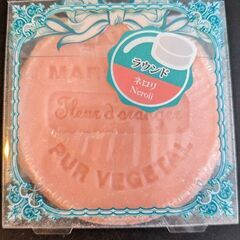 ラウンド
ネロリ
Neroli
Fleur d'oranger
PUR VEGETAL